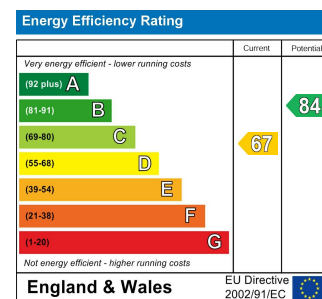 Energy Efficiency Rating
Current
Potential
Very energy efficient - lower running costs
(92 plus) A
(81-91) B
84
(69-80) C
67
(55-68) D
(39-54) E
(21-38) F
(1-20) G
Not energy efficient - higher running costs
England & Wales
EU Directive
2002/91/EC